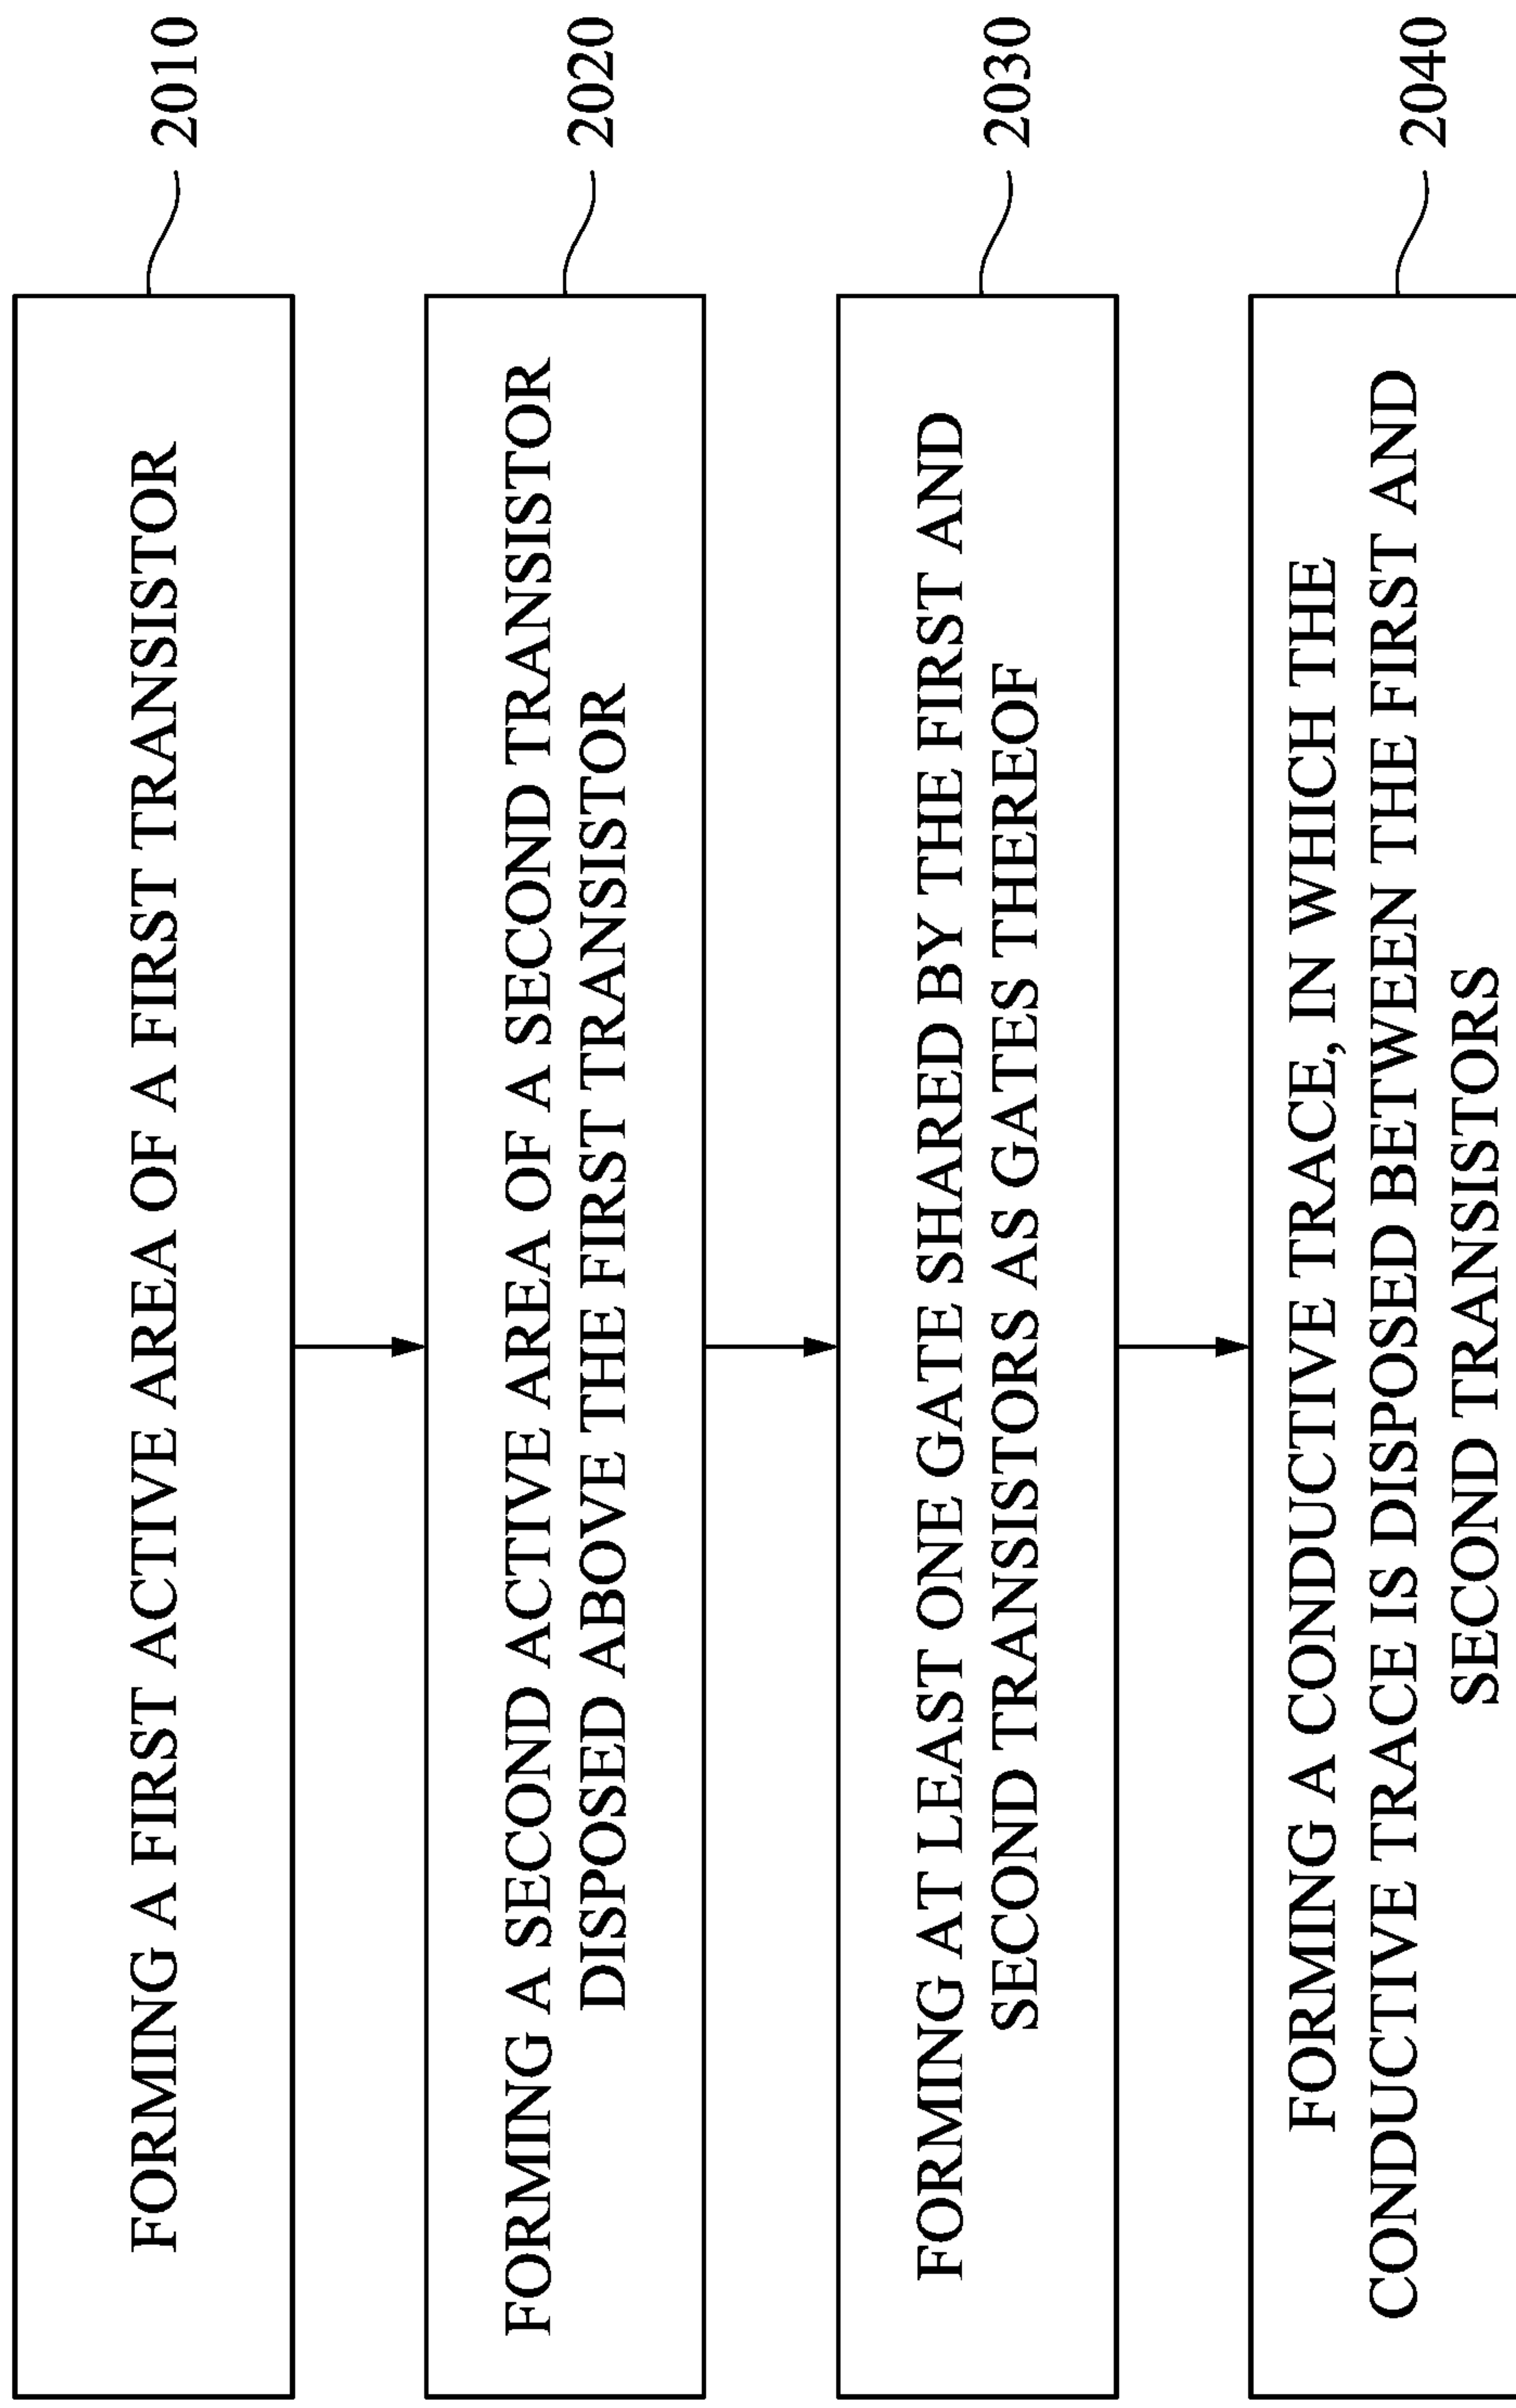 FORMING A FIRST ACTIVE AREA OF A FIRST TRANSISTOR
2010
FORMING A SECOND ACTIVE AREA OF A SECOND TRANSISTOR
DISPOSED ABOVE THE FIRST TRANSISTOR
2020
FORMING AT LEAST ONE GATE SHARED BY THE FIRST AND
SECOND TRANSISTORS AS GATES THEREOF
2030
FORMING A CONDUCTIVE TRACE, IN WHICH THE
CONDUCTIVE TRACE IS DISPOSED BETWEEN THE FIRST AND
SECOND TRANSISTORS
2040